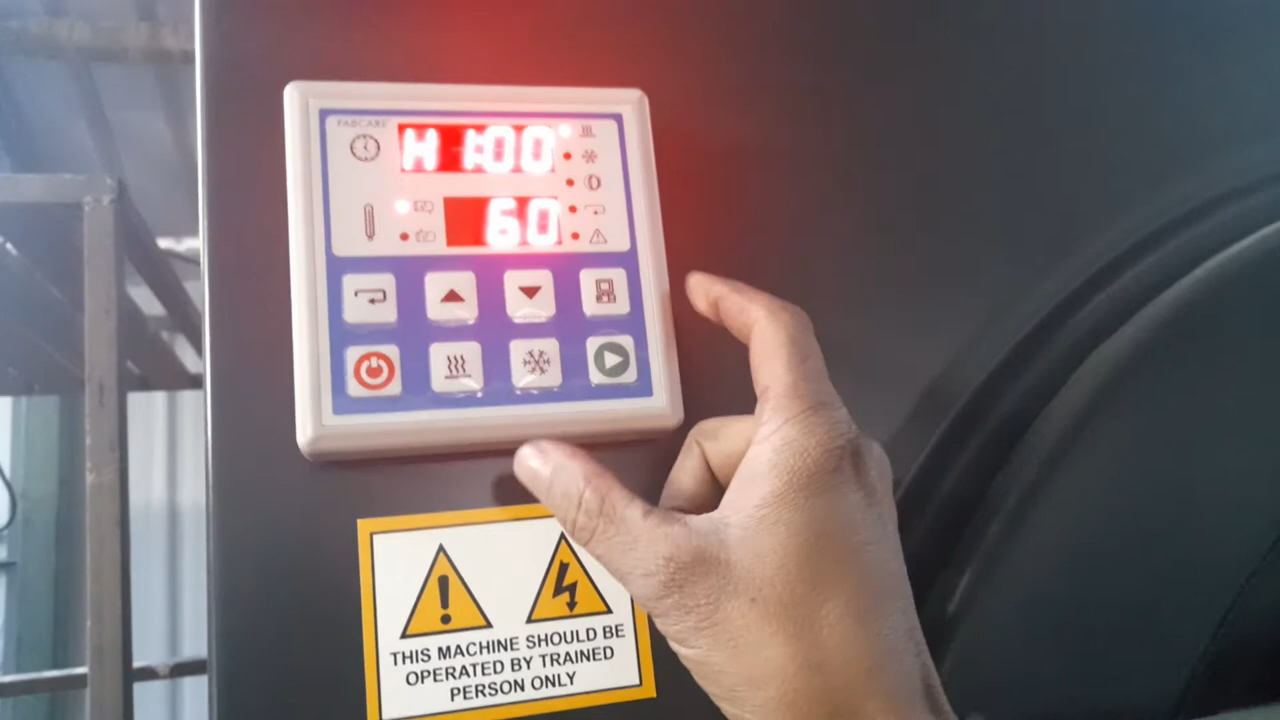 FABCARE
H 1:00
60
THIS MACHINE SHOULD BE
OPERATED BY TRAINED
PERSON ONLY